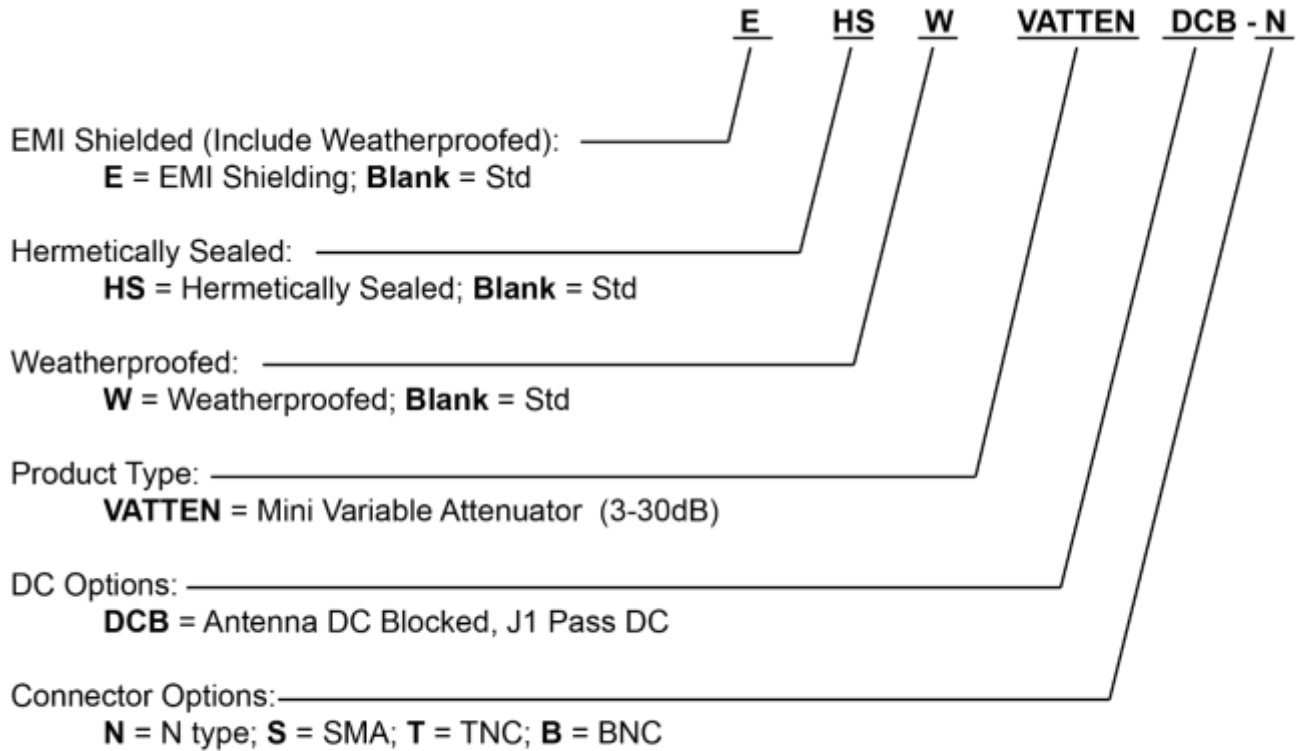 E HS W VATTEN DCB - N
EMI Shielded (Include Weatherproofed):
E = EMI Shielding; Blank = Std
Hermetically Sealed:
HS = Hermetically Sealed; Blank = Std
Weatherproofed:
W = Weatherproofed; Blank = Std
Product Type:
VATTEN = Mini Variable Attenuator (3-30dB)
DC Options:
DCB = Antenna DC Blocked, J1 Pass DC
Connector Options:
N = N type; S = SMA; T = TNC; B = BNC